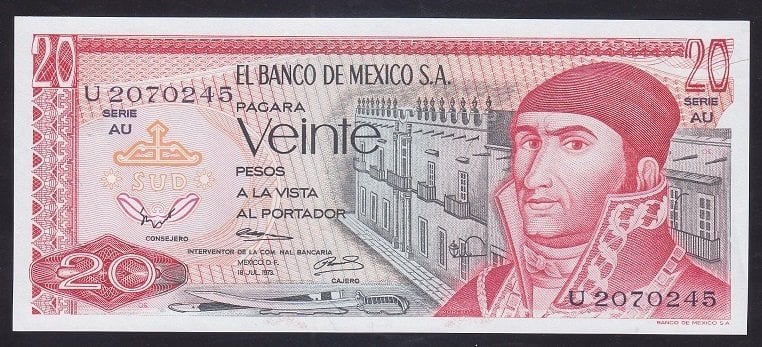 20
20
EL BANCO DE MEXICO S.A.
U 2070245
SERIE
AU
SERIE
AU
PAGARA
Veinte
PESOS
A LA VISTA
AL PORTADOR
SUD
CONSEJERO
INTERVENTOR DE LA COM. NAL. BANCARIA
MEXICO, D.F.
18 JUL. 1973.
CAJERO
20
U 2070245
BANCO DE MEXICO S.A.